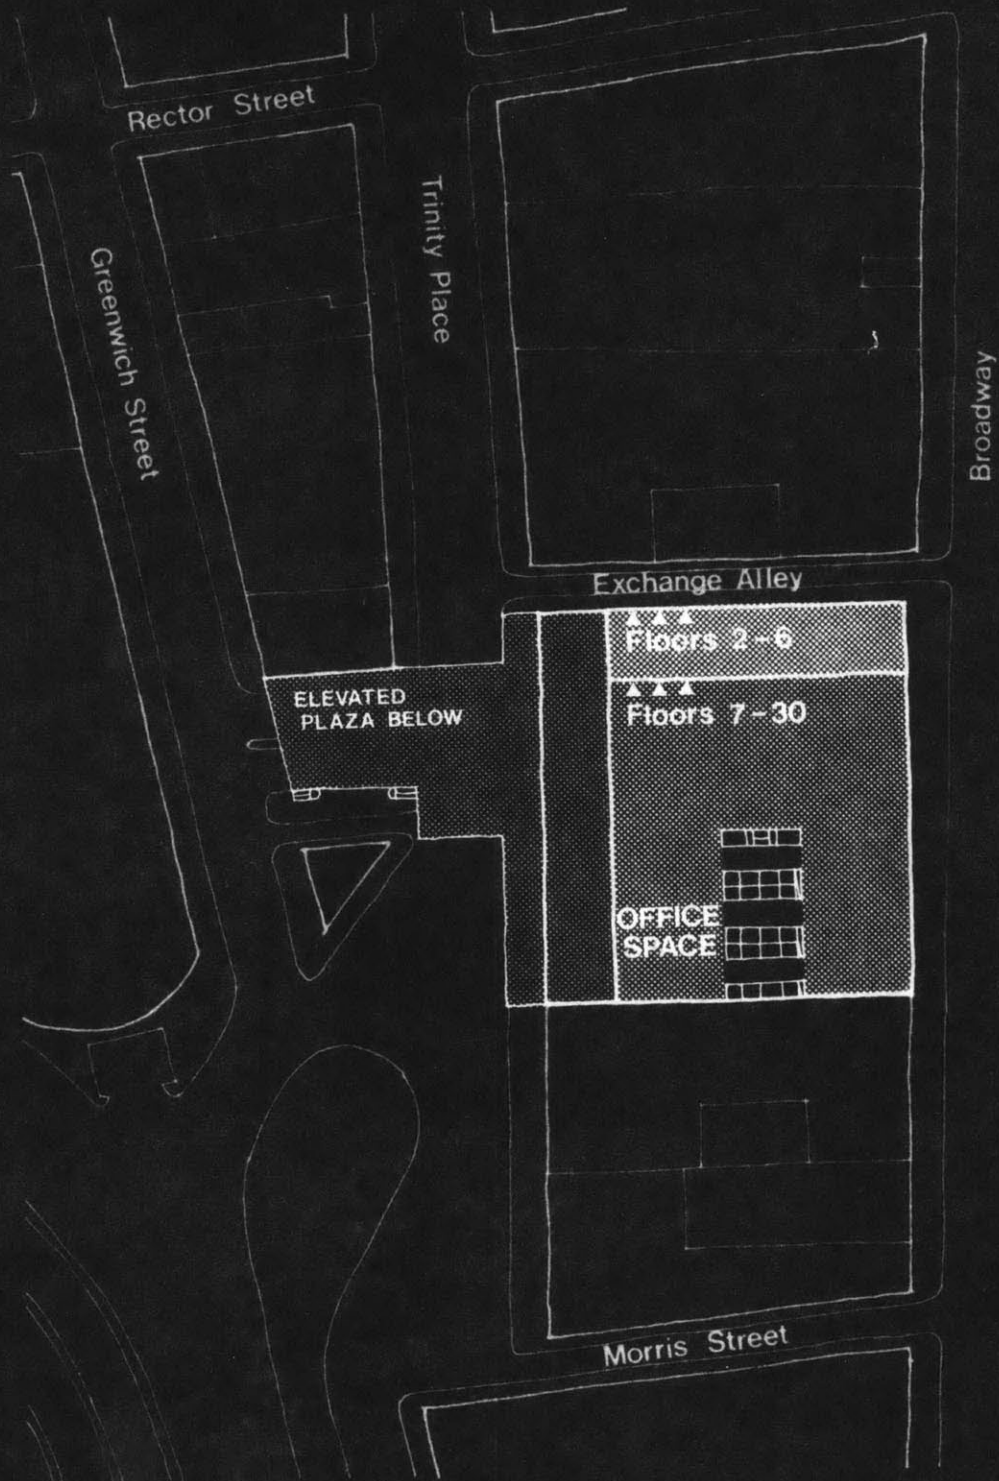 Rector Street
Trinity Place
Greenwich Street
Broadway
Exchange Alley
Floors 2-6
Floors 7-30
ELEVATED
PLAZA BELOW
OFFICE
SPACE
Morris Street